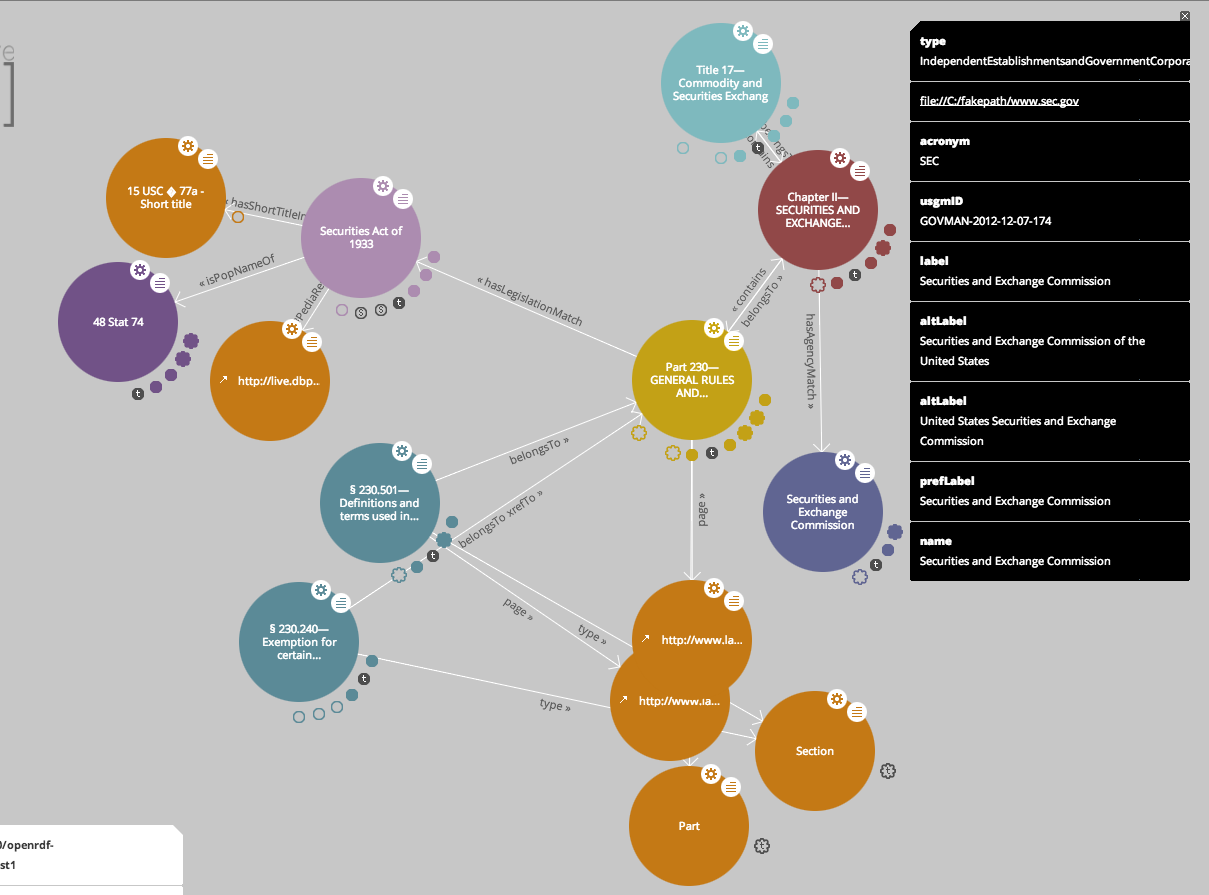 re
]
Title 17—
Commodity and
Securities Exchang
type
IndependentEstablishmentsandGovernmentCorpora
file://C:/fakepath/www.sec.gov
acronym
SEC
usgmID
GOVMAN-2012-12-07-174
label
Securities and Exchange Commission
altLabel
Securities and Exchange Commission of the
United States
altLabel
United States Securities and Exchange
Commission
prefLabel
Securities and Exchange Commission
name
Securities and Exchange Commission
15 USC ♦ 77a -
Short title
« hasShortTitleIn
Securities Act of
1933
« isPopNameOf
48 Stat 74
http://live.dbp...
« hasLegislationMatch
Chapter II—
SECURITIES AND
EXCHANGE...
« contains
belongsTo »
hasAgencyMatch »
Part 230—
GENERAL RULES
AND...
belongsTo »
belongsTo xrefTo »
§ 230.501—
Definitions and
terms used in...
page »
Securities and
Exchange
Commission
§ 230.240—
Exemption for
certain...
page »
type »
type »
http://www.la...
http://www.la...
Section
Part
0/openrdf-
st1